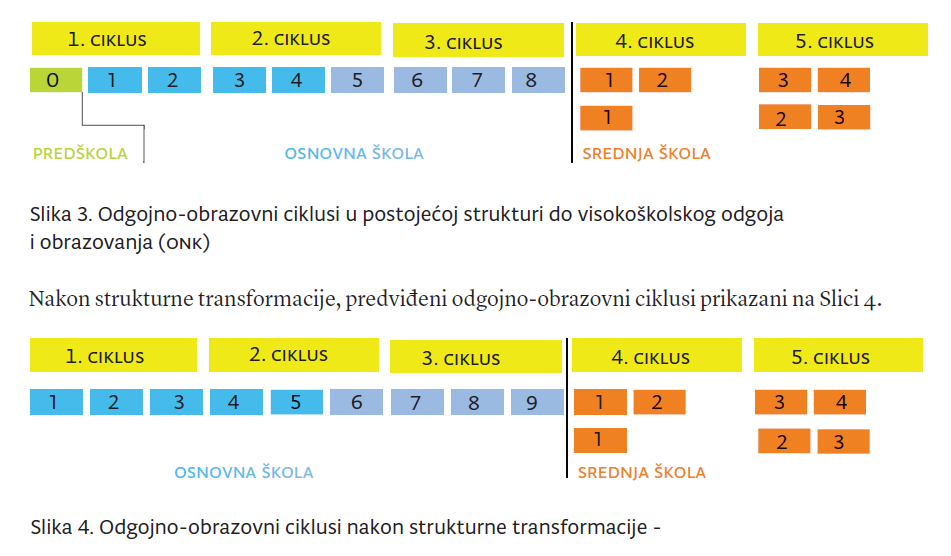 1. CIKLUS 2. CIKLUS 3. CIKLUS 4. CIKLUS 5. CIKLUS
0 1 2 3 4 5 6 7 8 1 2 3 4
1 2 3
PREDŠKOLA OSNOVNA ŠKOLA SREDNJA ŠKOLA
Slika 3. Odgojno-obrazovni ciklusi u postojećoj strukturi do visokoškolskog odgoja
i obrazovanja (ONK)
Nakon strukturne transformacije, predviđeni odgojno-obrazovni ciklusi prikazani na Slici 4.
1. CIKLUS 2. CIKLUS 3. CIKLUS 4. CIKLUS 5. CIKLUS
1 2 3 4 5 6 7 8 9 1 2 3 4
1 2 3
OSNOVNA ŠKOLA SREDNJA ŠKOLA
Slika 4. Odgojno-obrazovni ciklusi nakon strukturne transformacije -